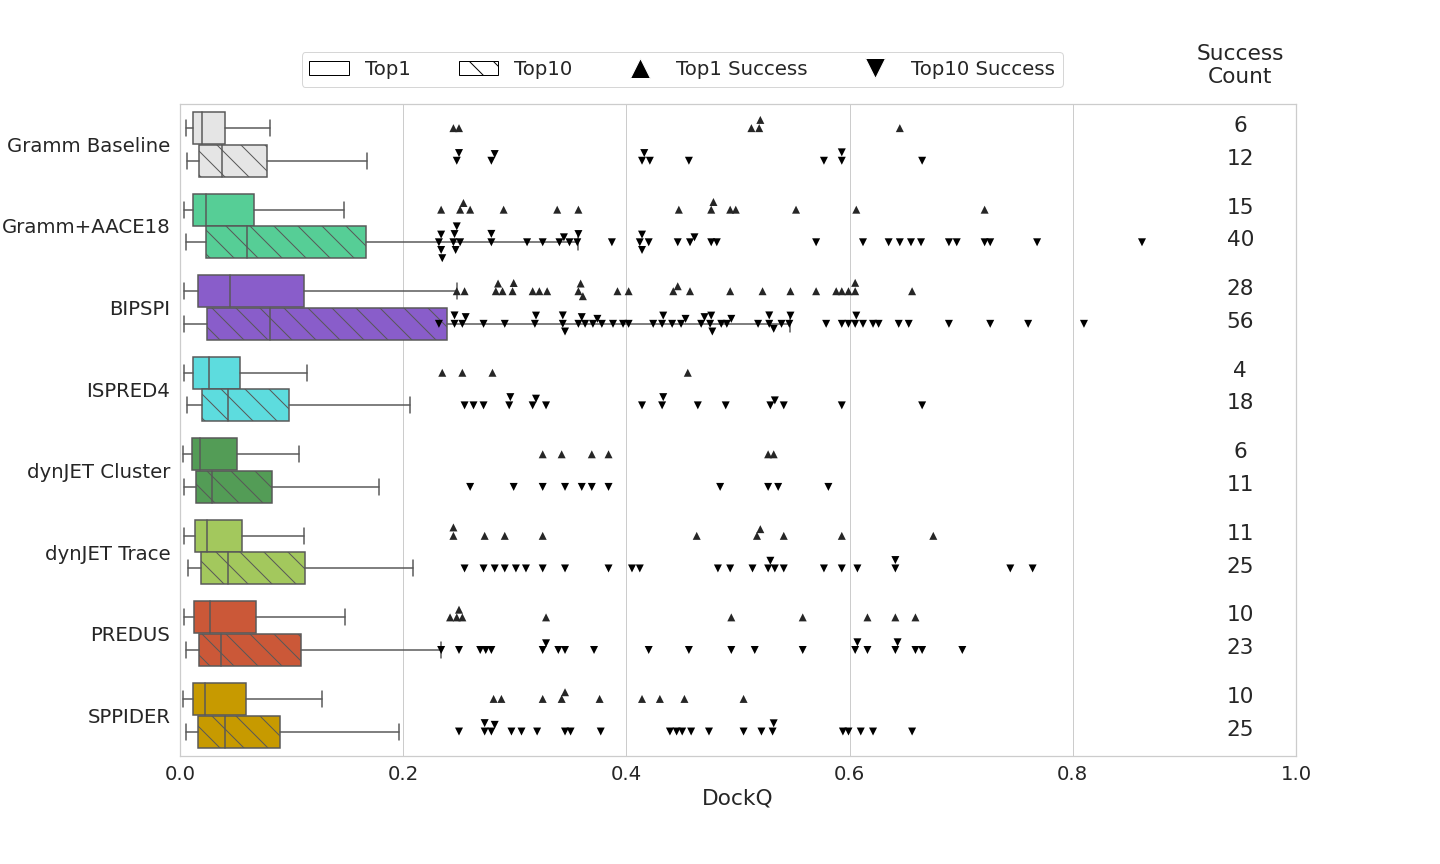 Top1 Top10 Top1 Success Top10 Success
Success
Count
Gramm Baseline
6
12
Gramm+AACE18
15
40
BIPSPI
28
56
ISPRED4
4
18
dynJET Cluster
6
11
dynJET Trace
11
25
PREDUS
10
23
SPPIDER
10
25
0.0 0.2 0.4 0.6 0.8 1.0
DockQ